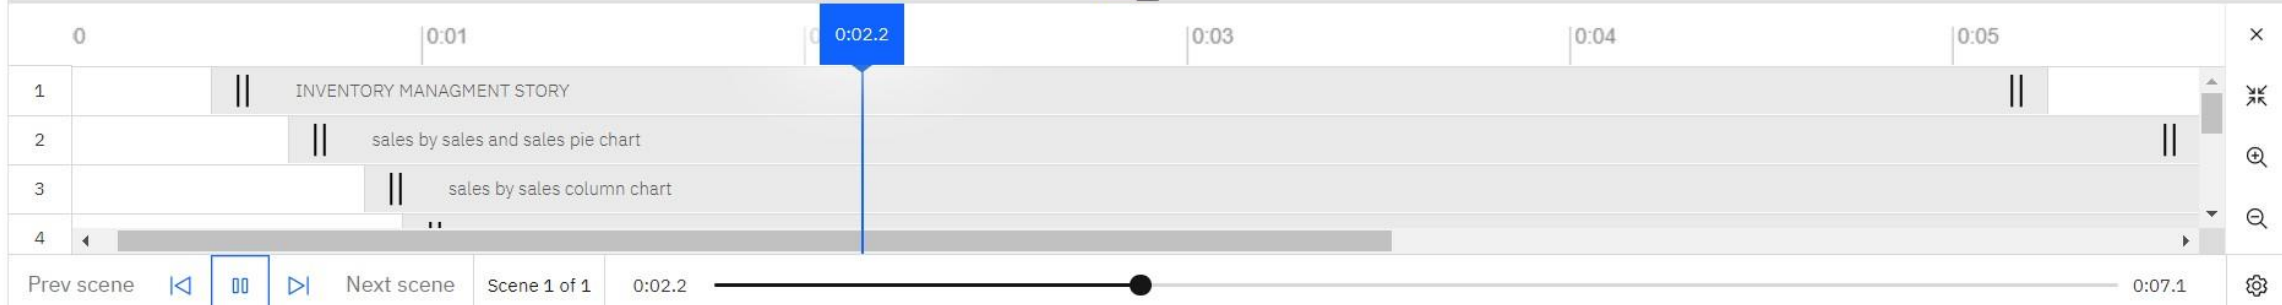 0 0:01 0:02.2 0:03 0:04 0:05
1 INVENTORY MANAGMENT STORY
2 sales by sales and sales pie chart
3 sales by sales column chart
4
Prev scene Next scene Scene 1 of 1 0:02.2 0:07.1